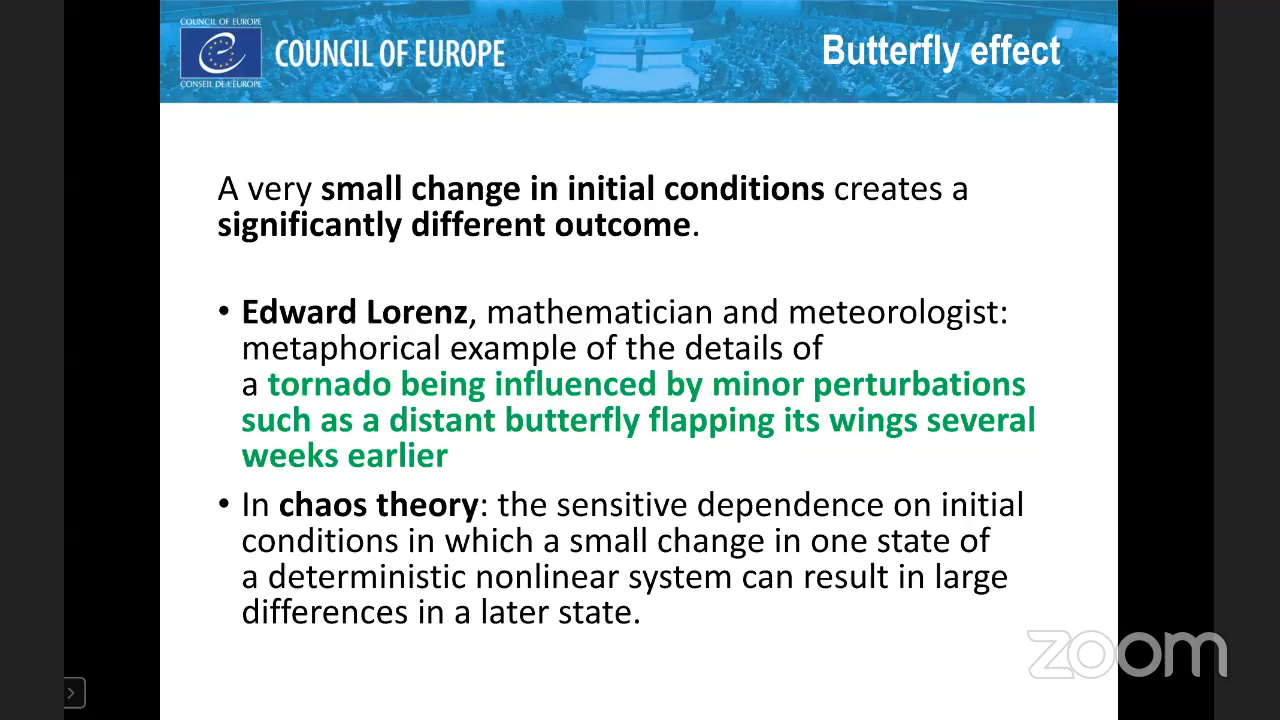 COUNCIL OF EUROPE
COUNCIL OF EUROPE
CONSEIL DE L'EUROPE
Butterfly effect
A very small change in initial conditions creates a
significantly different outcome.
• Edward Lorenz, mathematician and meteorologist:
metaphorical example of the details of
a tornado being influenced by minor perturbations
such as a distant butterfly flapping its wings several
weeks earlier
• In chaos theory: the sensitive dependence on initial
conditions in which a small change in one state of
a deterministic nonlinear system can result in large
differences in a later state.
zoom